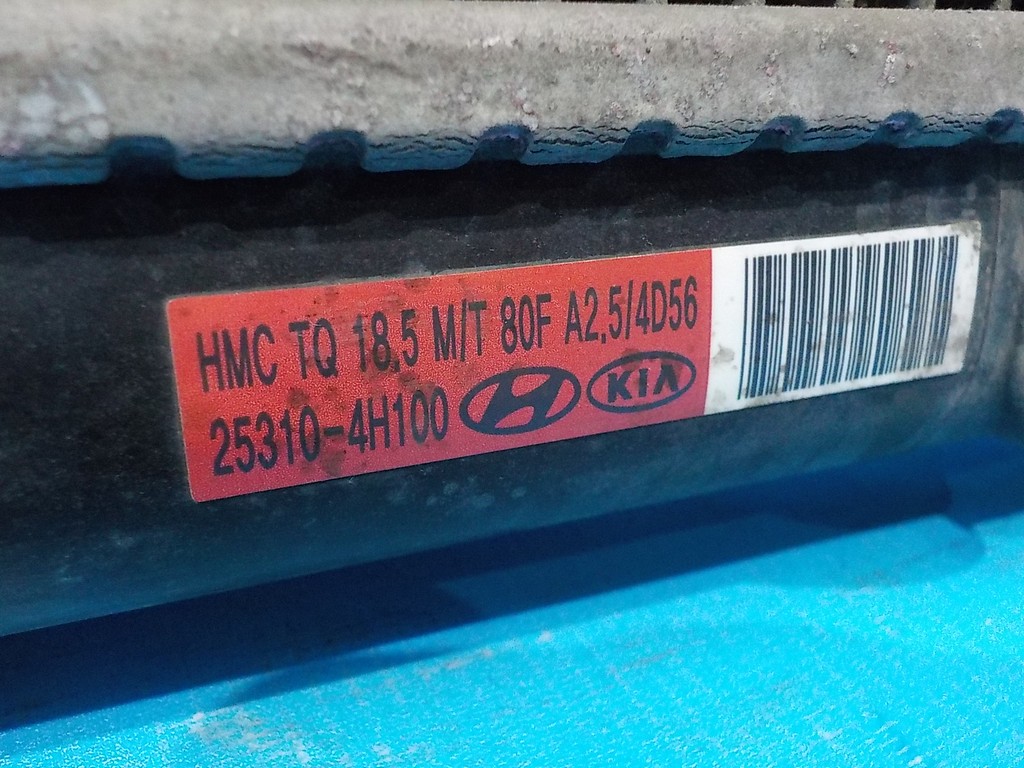 HMC TQ 18,5 M/T 80F A2,5/4D56
25310-4H100 KIA